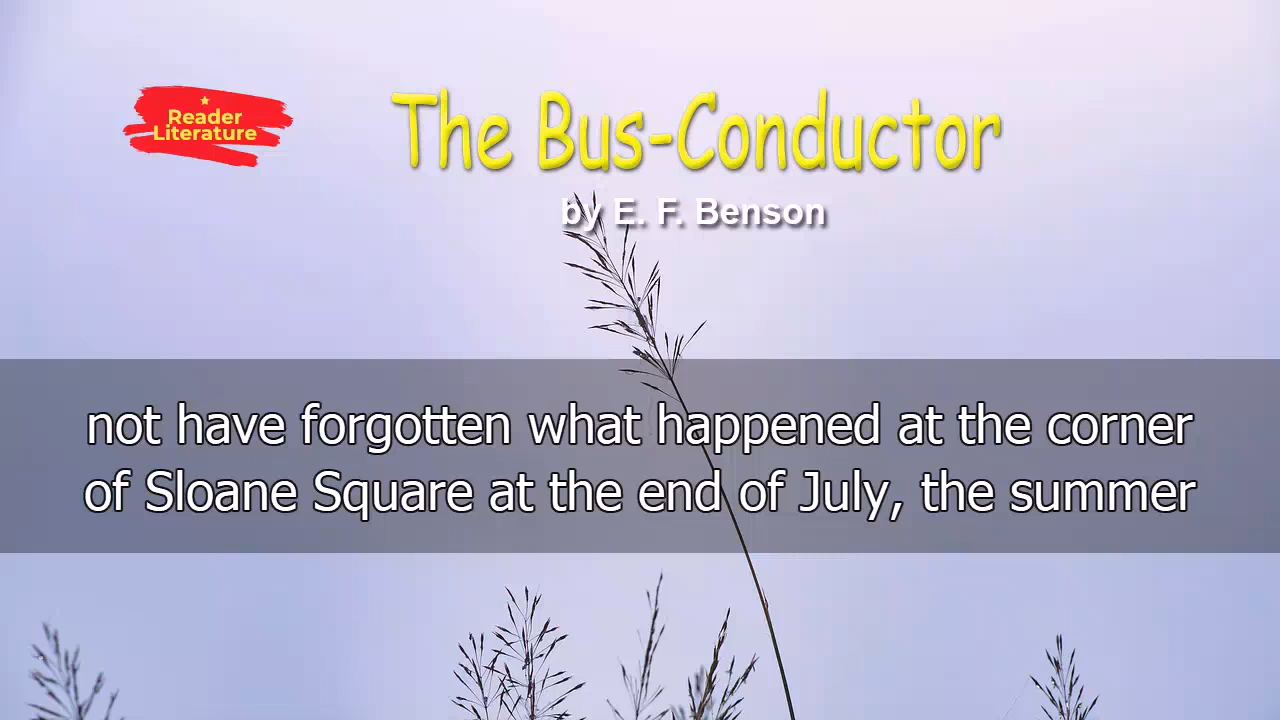 Reader
Literature
The Bus-Conductor
by E. F. Benson
not have forgotten what happened at the corner
of Sloane Square at the end of July, the summer